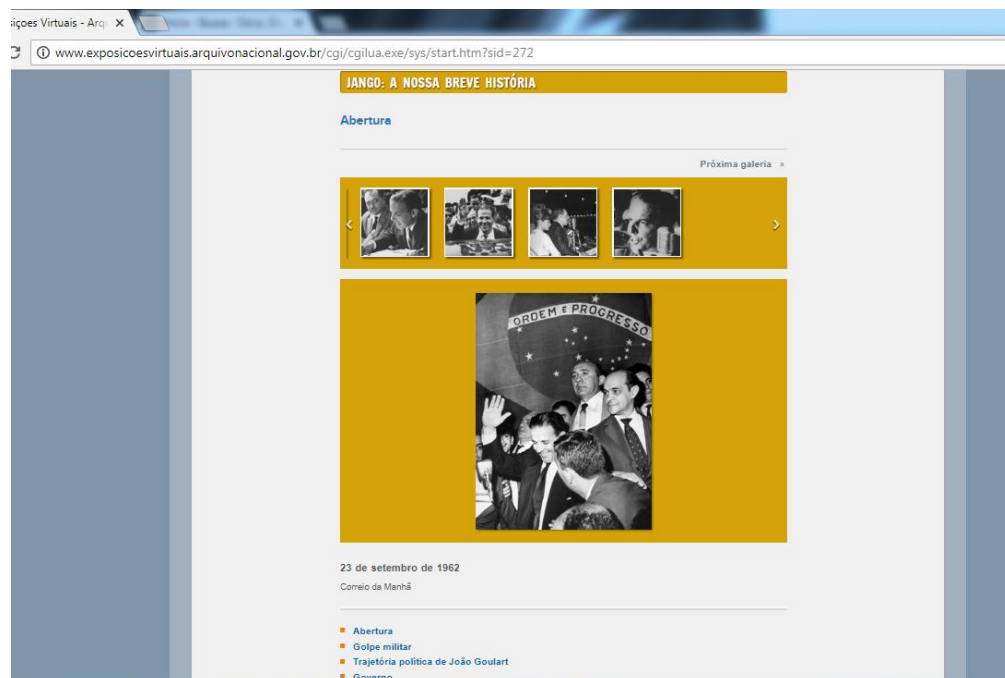 siçoes Virtuais - Arq
www.exposicoesvirtuais.arquivonacional.gov.br/cgi/cgilua.exe/sys/start.htm?sid=272
JANGO: A NOSSA BREVE HISTÓRIA
Abertura
Próxima galeria »
ORDEM E PROGRESSO
23 de setembro de 1962
Correio da Manhã
Abertura
Golpe militar
Trajetória política de João Goulart
Governo